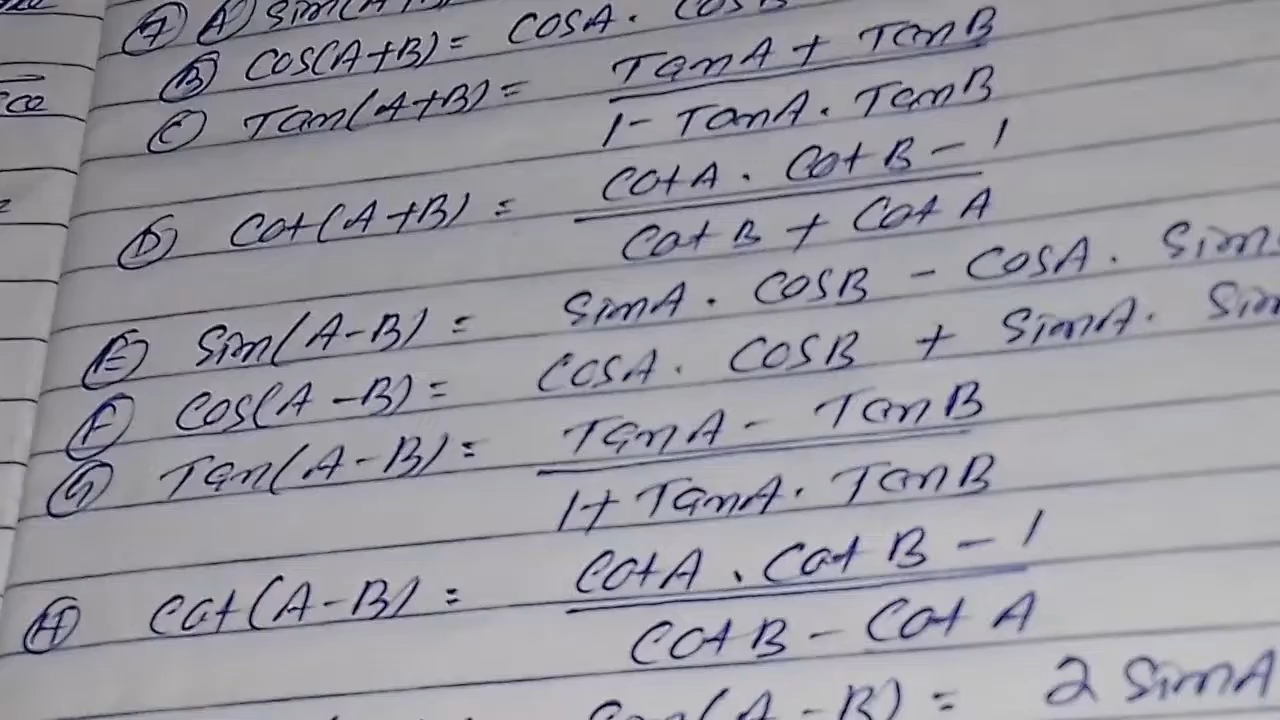 (A) Sin(A
(B) Cos(A+B) = CosA. Cos
(C) Tan(A+B) = TanA + TanB
1 - TanA. TanB
(D) Cot(A+B) = CotA. CotB - 1
CotB + CotA
(E) Sin(A-B) = SinA. CosB - CosA. Sin
(F) Cos(A-B) = CosA. CosB + SinA. Sin
(G) Tan(A-B) = TanA - TanB
1+ TanA. TanB
(H) Cot(A-B) = CotA. CotB - 1
CotB - CotA
(A-B) = 2 SinA